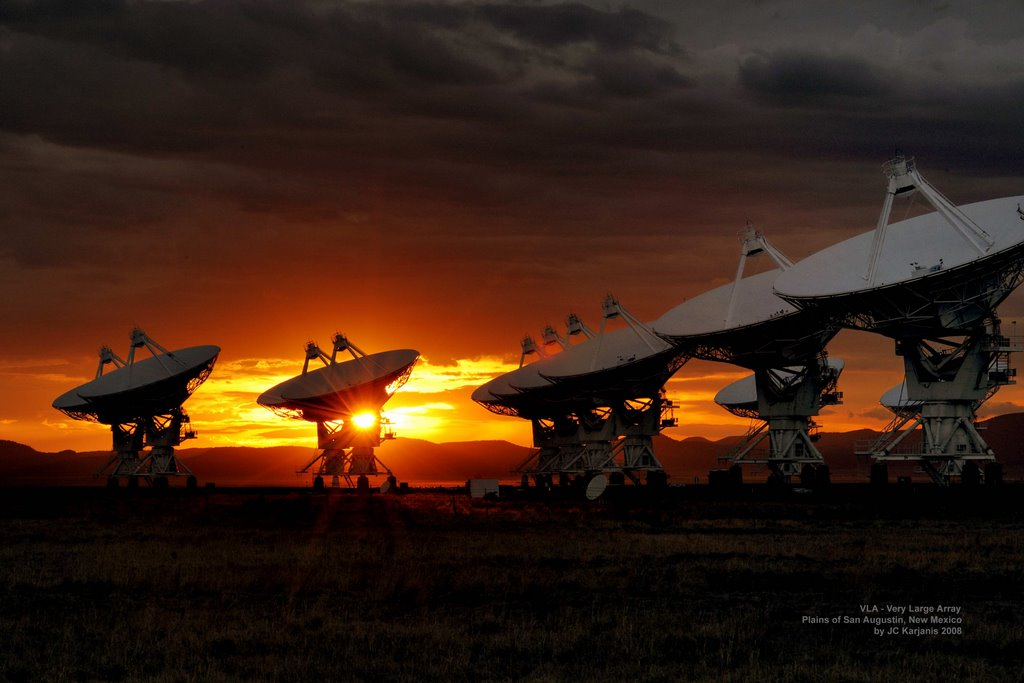 VLA - Very Large Array
Plains of San Augustin, New Mexico
by JC Karjanis 2008